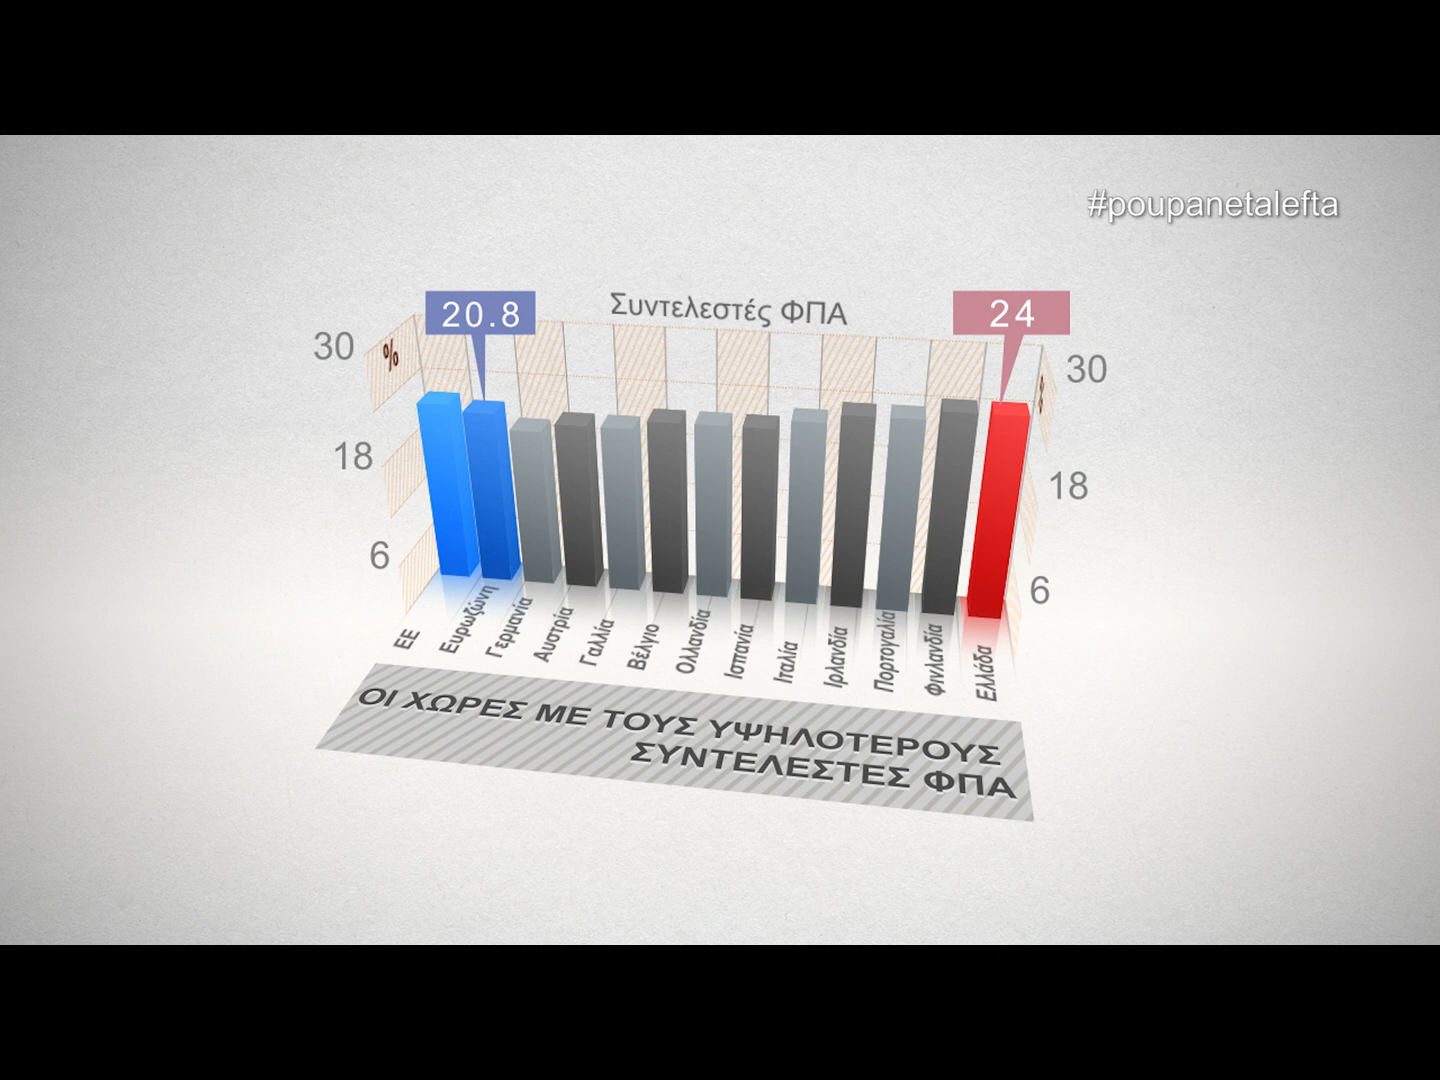 #poupanetalefta
20.8
Συντελεστές ΦΠΑ
24
30
%
30
18
18
6
6
ΕΕ
Ευρωζώνη
Γερμανία
Αυστρία
Γαλλία
Βέλγιο
Ολλανδία
Ισπανία
Ιταλία
Ιρλανδία
Πορτογαλία
Φινλανδία
Ελλάδα
ΟΙ ΧΩΡΕΣ ΜΕ ΤΟΥΣ ΥΨΗΛΟΤΕΡΟΥΣ
ΣΥΝΤΕΛΕΣΤΕΣ ΦΠΑ